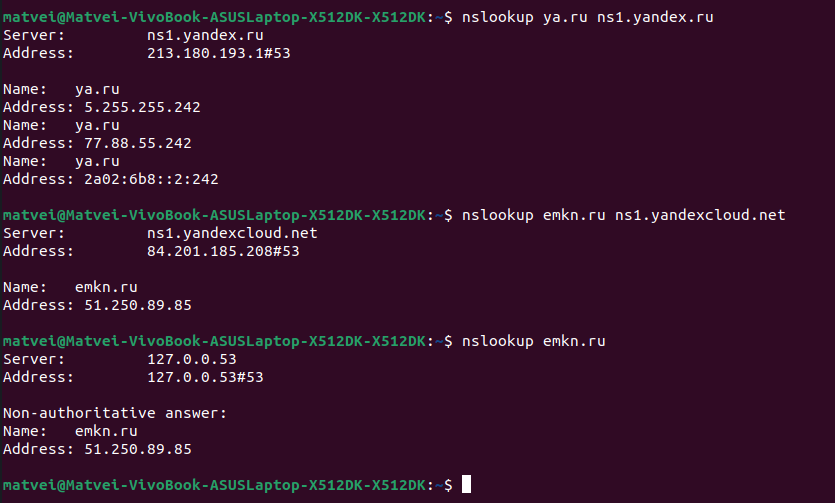 matvei@Matvei-VivoBook-ASUSLaptop-X512DK-X512DK:~$ nslookup ya.ru ns1.yandex.ru
Server:         ns1.yandex.ru
Address:        213.180.193.1#53

Name:   ya.ru
Address: 5.255.255.242
Name:   ya.ru
Address: 77.88.55.242
Name:   ya.ru
Address: 2a02:6b8::2:242

matvei@Matvei-VivoBook-ASUSLaptop-X512DK-X512DK:~$ nslookup emkn.ru ns1.yandexcloud.net
Server:         ns1.yandexcloud.net
Address:        84.201.185.208#53

Name:   emkn.ru
Address: 51.250.89.85

matvei@Matvei-VivoBook-ASUSLaptop-X512DK-X512DK:~$ nslookup emkn.ru
Server:         127.0.0.53
Address:        127.0.0.53#53

Non-authoritative answer:
Name:   emkn.ru
Address: 51.250.89.85

matvei@Matvei-VivoBook-ASUSLaptop-X512DK-X512DK:~$